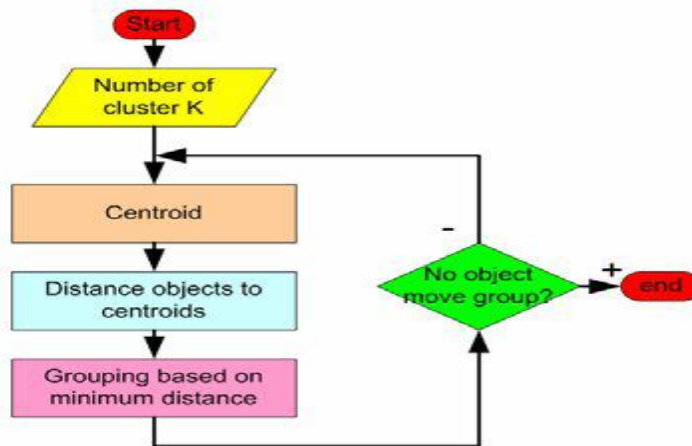 Start
Number of
cluster K
Centroid
Distance objects to
centroids
Grouping based on
minimum distance
-
No object
move group?
+
end